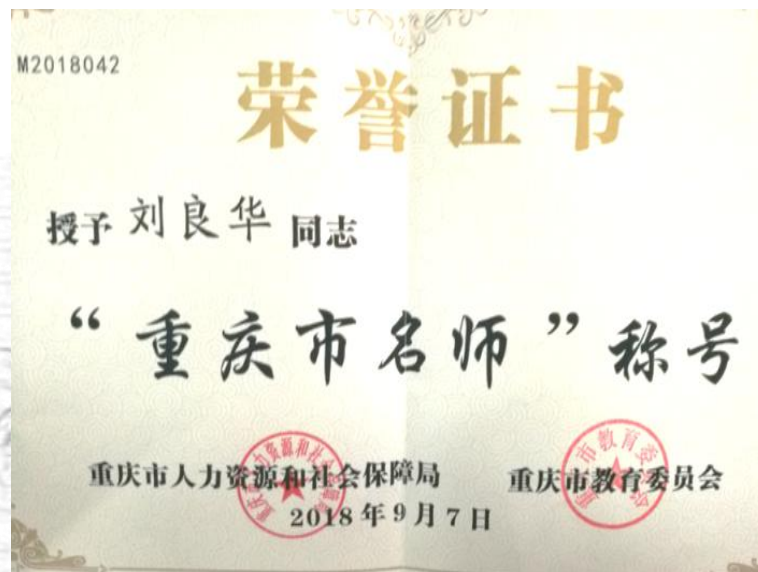 M2018042
荣誉证书
授予 刘良华 同志
“重庆市名师”称号
重庆市人力资源和社会保障局 重庆市教育委员会
2018年9月7日